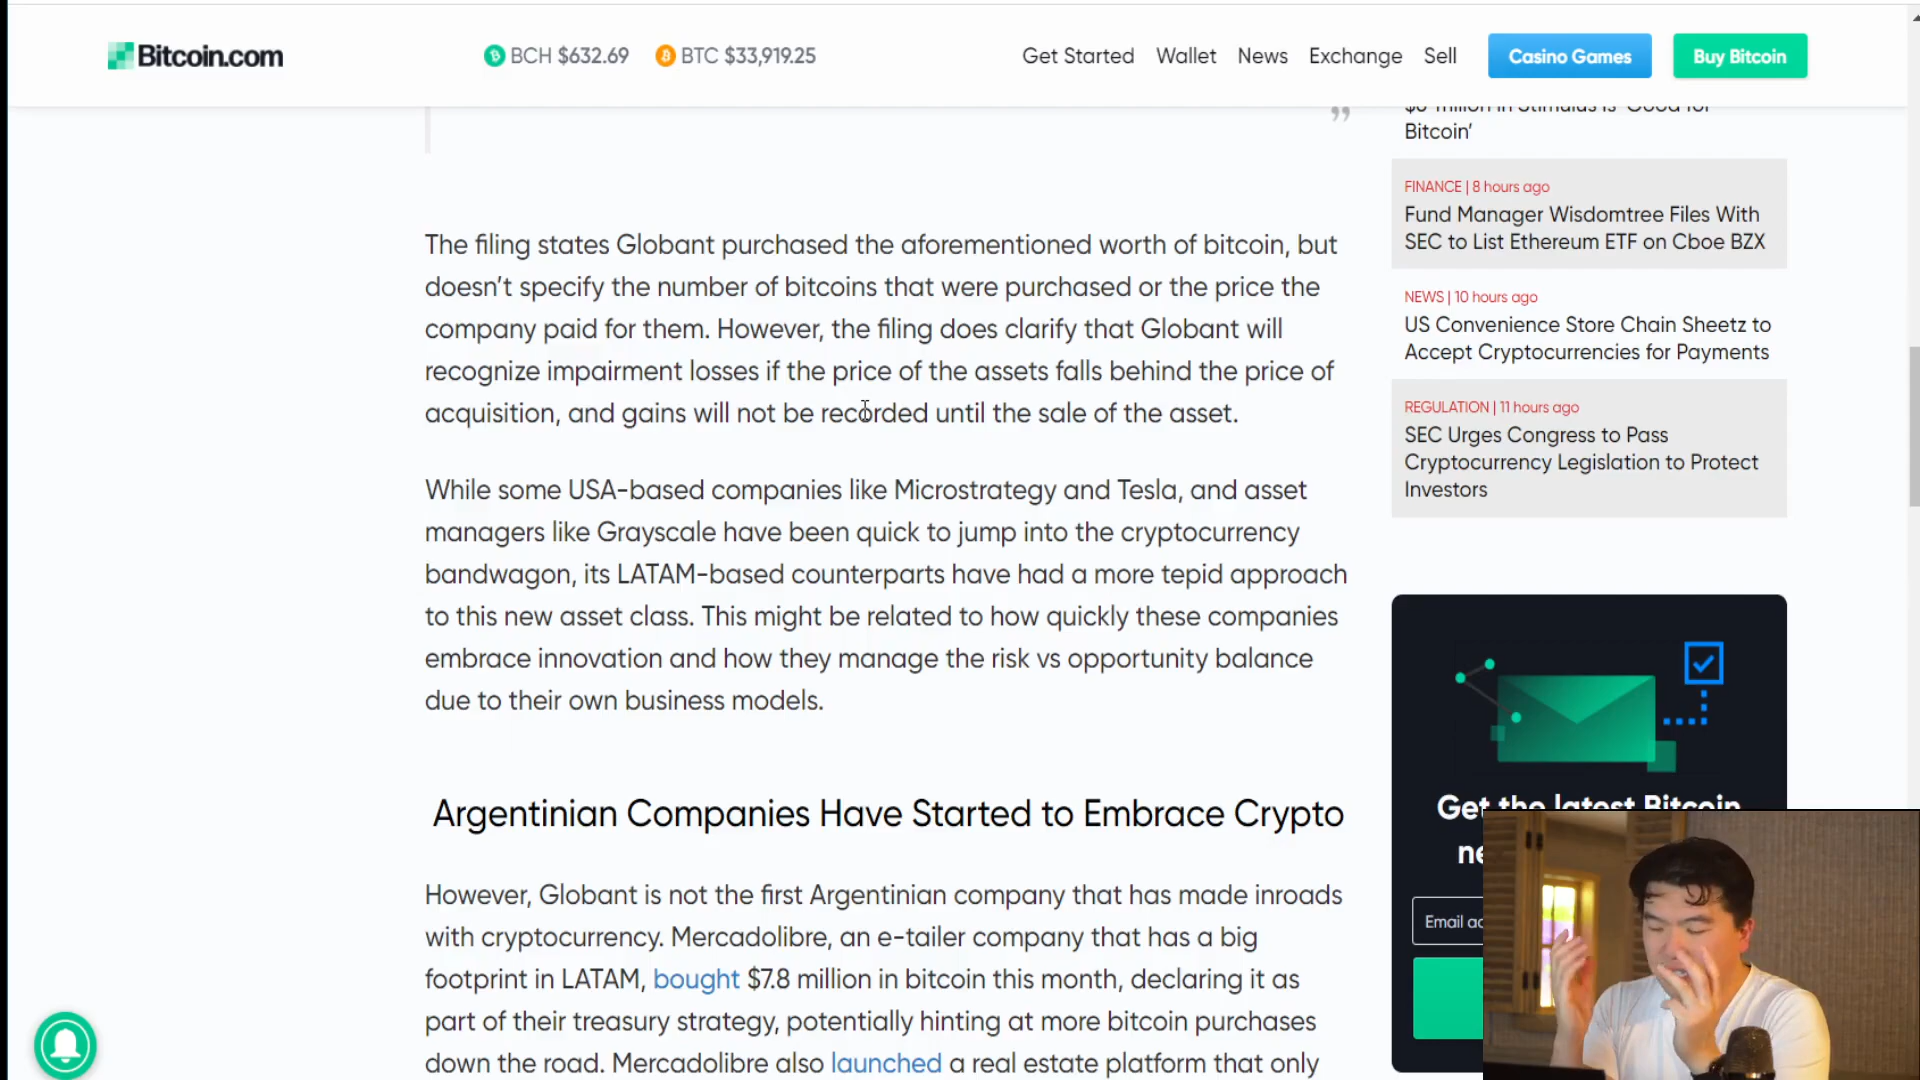 Bitcoin.com
BCH $632.69
BTC $33,919.25
Get Started
Wallet
News
Exchange
Sell
Casino Games
Buy Bitcoin
”
The filing states Globant purchased the aforementioned worth of bitcoin, but
doesn’t specify the number of bitcoins that were purchased or the price the
company paid for them. However, the filing does clarify that Globant will
recognize impairment losses if the price of the assets falls behind the price of
acquisition, and gains will not be recorded until the sale of the asset.
While some USA-based companies like Microstrategy and Tesla, and asset
managers like Grayscale have been quick to jump into the cryptocurrency
bandwagon, its LATAM-based counterparts have had a more tepid approach
to this new asset class. This might be related to how quickly these companies
embrace innovation and how they manage the risk vs opportunity balance
due to their own business models.
Argentinian Companies Have Started to Embrace Crypto
However, Globant is not the first Argentinian company that has made inroads
with cryptocurrency. Mercadolibre, an e-tailer company that has a big
footprint in LATAM, bought $7.8 million in bitcoin this month, declaring it as
part of their treasury strategy, potentially hinting at more bitcoin purchases
down the road. Mercadolibre also launched a real estate platform that only
in Stimulus is ‘Good for
Bitcoin’
FINANCE | 8 hours ago
Fund Manager Wisdomtree Files With
SEC to List Ethereum ETF on Cboe BZX
NEWS | 10 hours ago
US Convenience Store Chain Sheetz to
Accept Cryptocurrencies for Payments
REGULATION | 11 hours ago
SEC Urges Congress to Pass
Cryptocurrency Legislation to Protect
Investors
Get the latest Bitcoin
Email